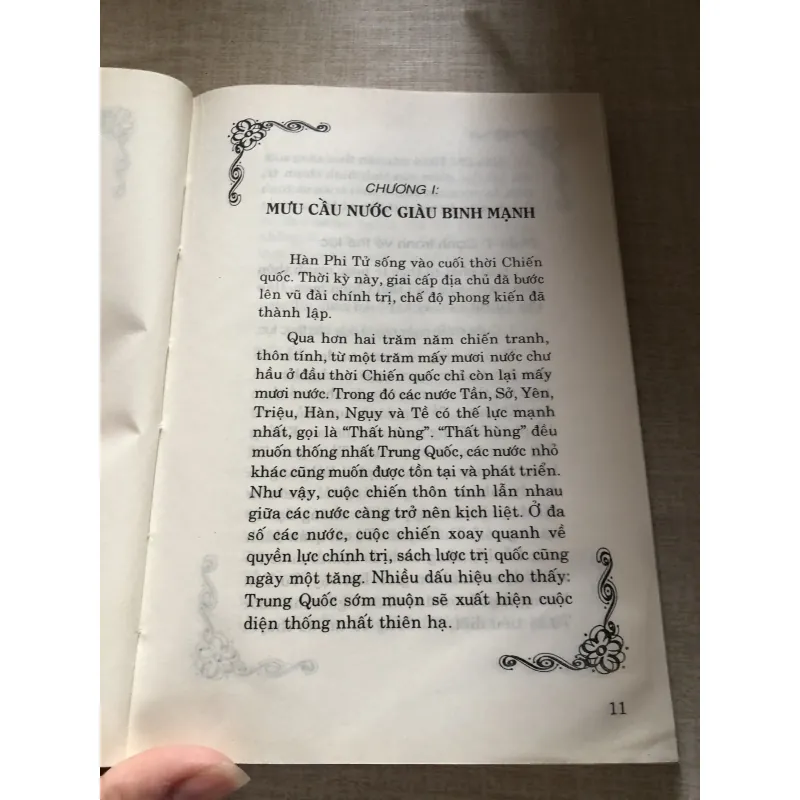 CHƯƠNG I:
MƯU CẦU NƯỚC GIÀU BINH MẠNH
Hàn Phi Tử sống vào cuối thời Chiến
quốc. Thời kỳ này, giai cấp địa chủ đã bước
lên vũ đài chính trị, chế độ phong kiến đã
thành lập.
Qua hơn hai trăm năm chiến tranh,
thôn tính, từ một trăm mấy mươi nước chư
hầu ở đầu thời Chiến quốc chỉ còn lại mấy
mươi nước. Trong đó các nước Tần, Sở, Yên,
Triệu, Hàn, Ngụy và Tề có thế lực mạnh
nhất, gọi là “Thất hùng”. “Thất hùng” đều
muốn thống nhất Trung Quốc, các nước nhỏ
khác cũng muốn được tồn tại và phát triển.
Như vậy, cuộc chiến thôn tính lẫn nhau
giữa các nước càng trở nên kịch liệt. Ở đa
số các nước, cuộc chiến xoay quanh về
quyền lực chính trị, sách lược trị quốc cũng
ngày một tăng. Nhiều dấu hiệu cho thấy:
Trung Quốc sớm muộn sẽ xuất hiện cuộc
diện thống nhất thiên hạ.
11